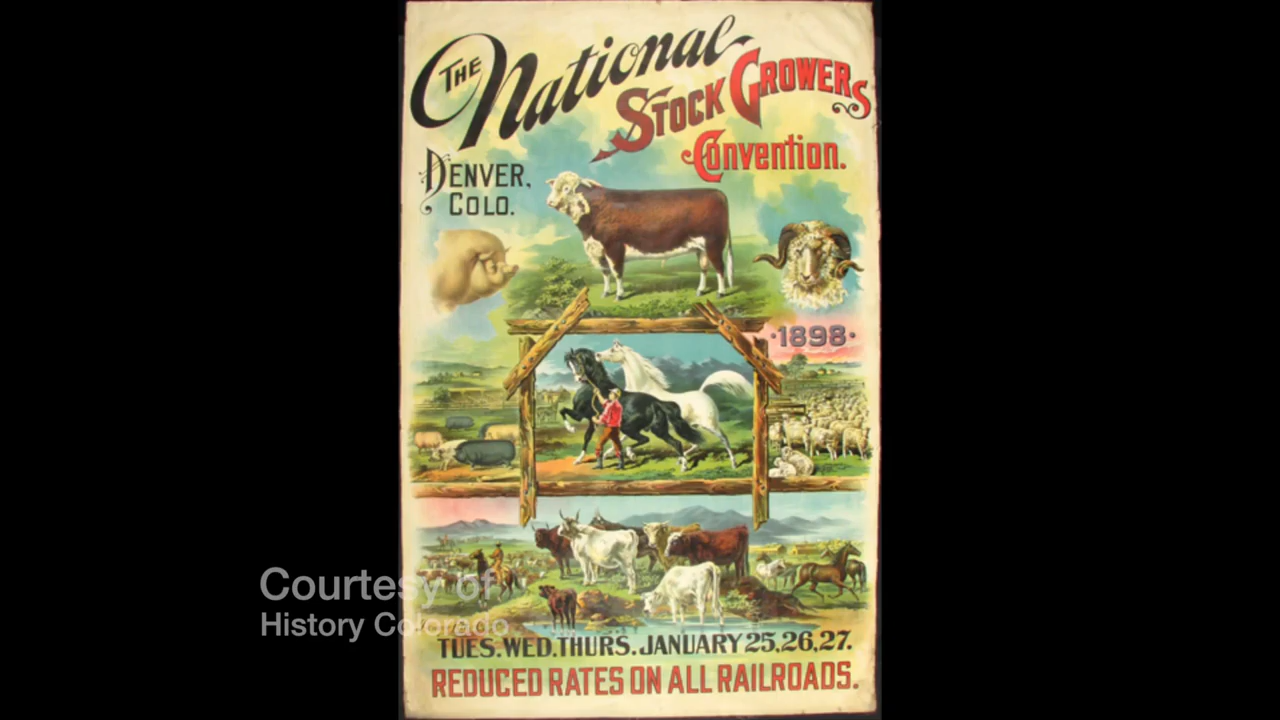 THE National
STOCK GROWERS
Convention.
DENVER,
COLO.
·1898·
Courtesy of
History Colorado
TUES. WED. THURS. JANUARY 25, 26, 27.
REDUCED RATES ON ALL RAILROADS.